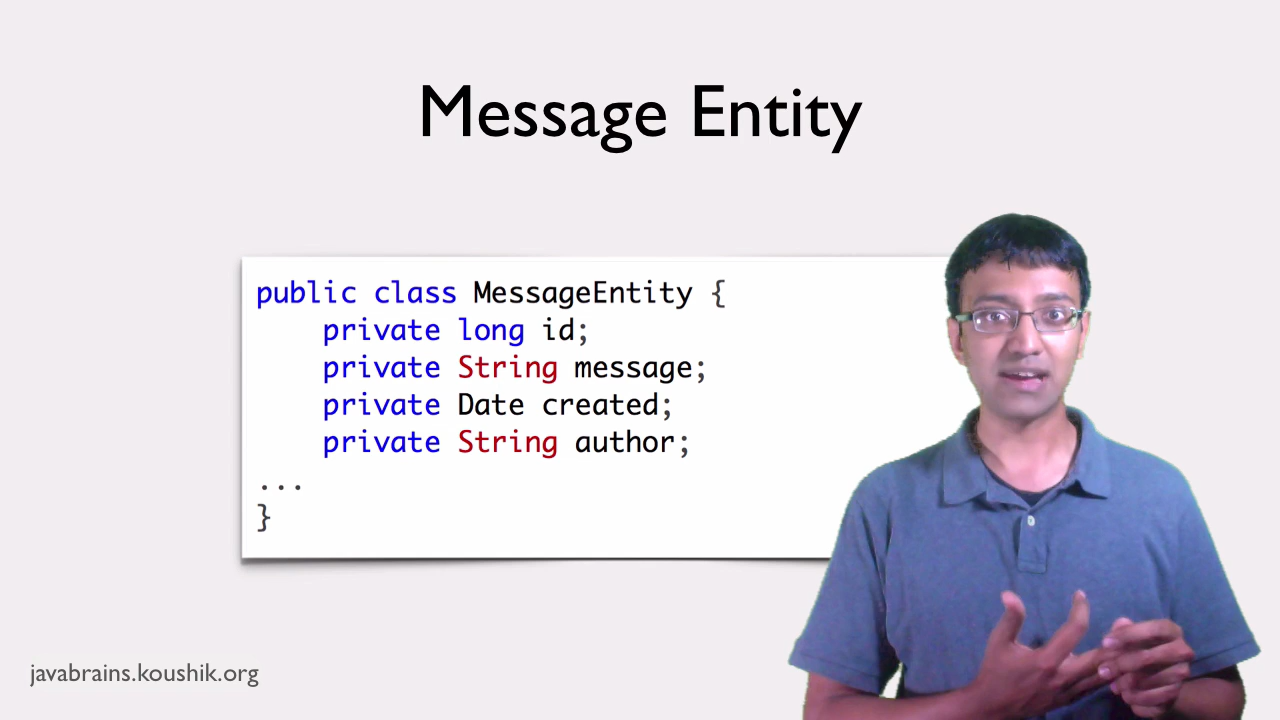 Message Entity
public class MessageEntity {
    private long id;
    private String message;
    private Date created;
    private String author;
...
}
javabrains.koushik.org